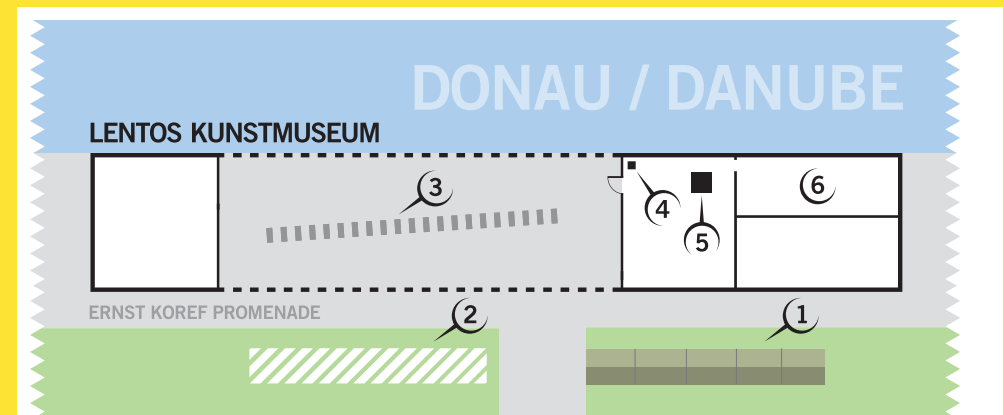 DONAU / DANUBE
LENTOS KUNSTMUSEUM
3
4
5
6
ERNST KOREF PROMENADE
2
1